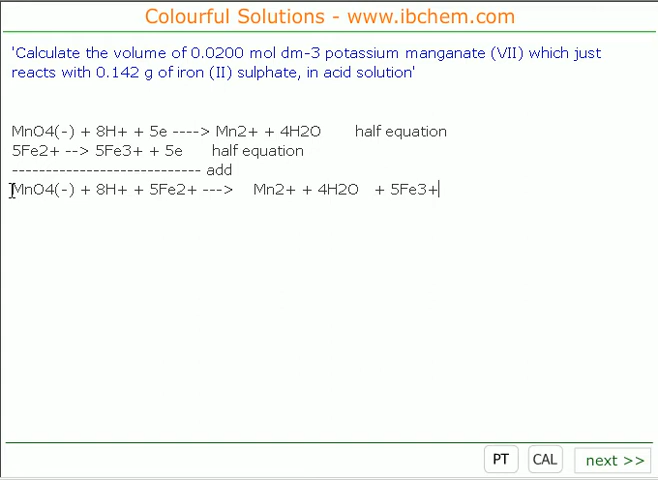 Colourful Solutions - www.ibchem.com
'Calculate the volume of 0.0200 mol dm-3 potassium manganate (VII) which just
reacts with 0.142 g of iron (II) sulphate, in acid solution'
MnO4(-) + 8H+ + 5e ----> Mn2+ + 4H2O half equation
5Fe2+ --> 5Fe3+ + 5e half equation
---------------------------- add
MnO4(-) + 8H+ + 5Fe2+ ---> Mn2+ + 4H2O + 5Fe3+
PT CAL next >>